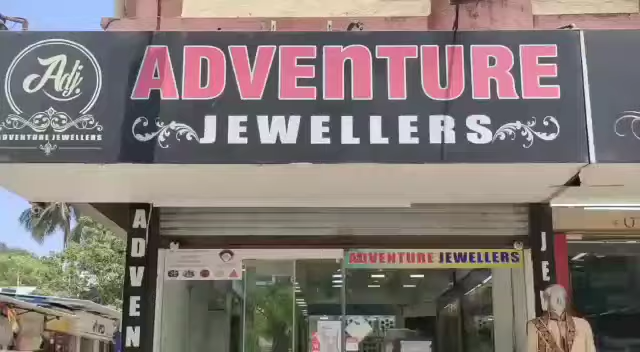 Adj.
ADVENTURE JEWELLERS
ADVENTURE
JEWELLERS
ADVENTURE JEWELLERS
ADVEN
JE